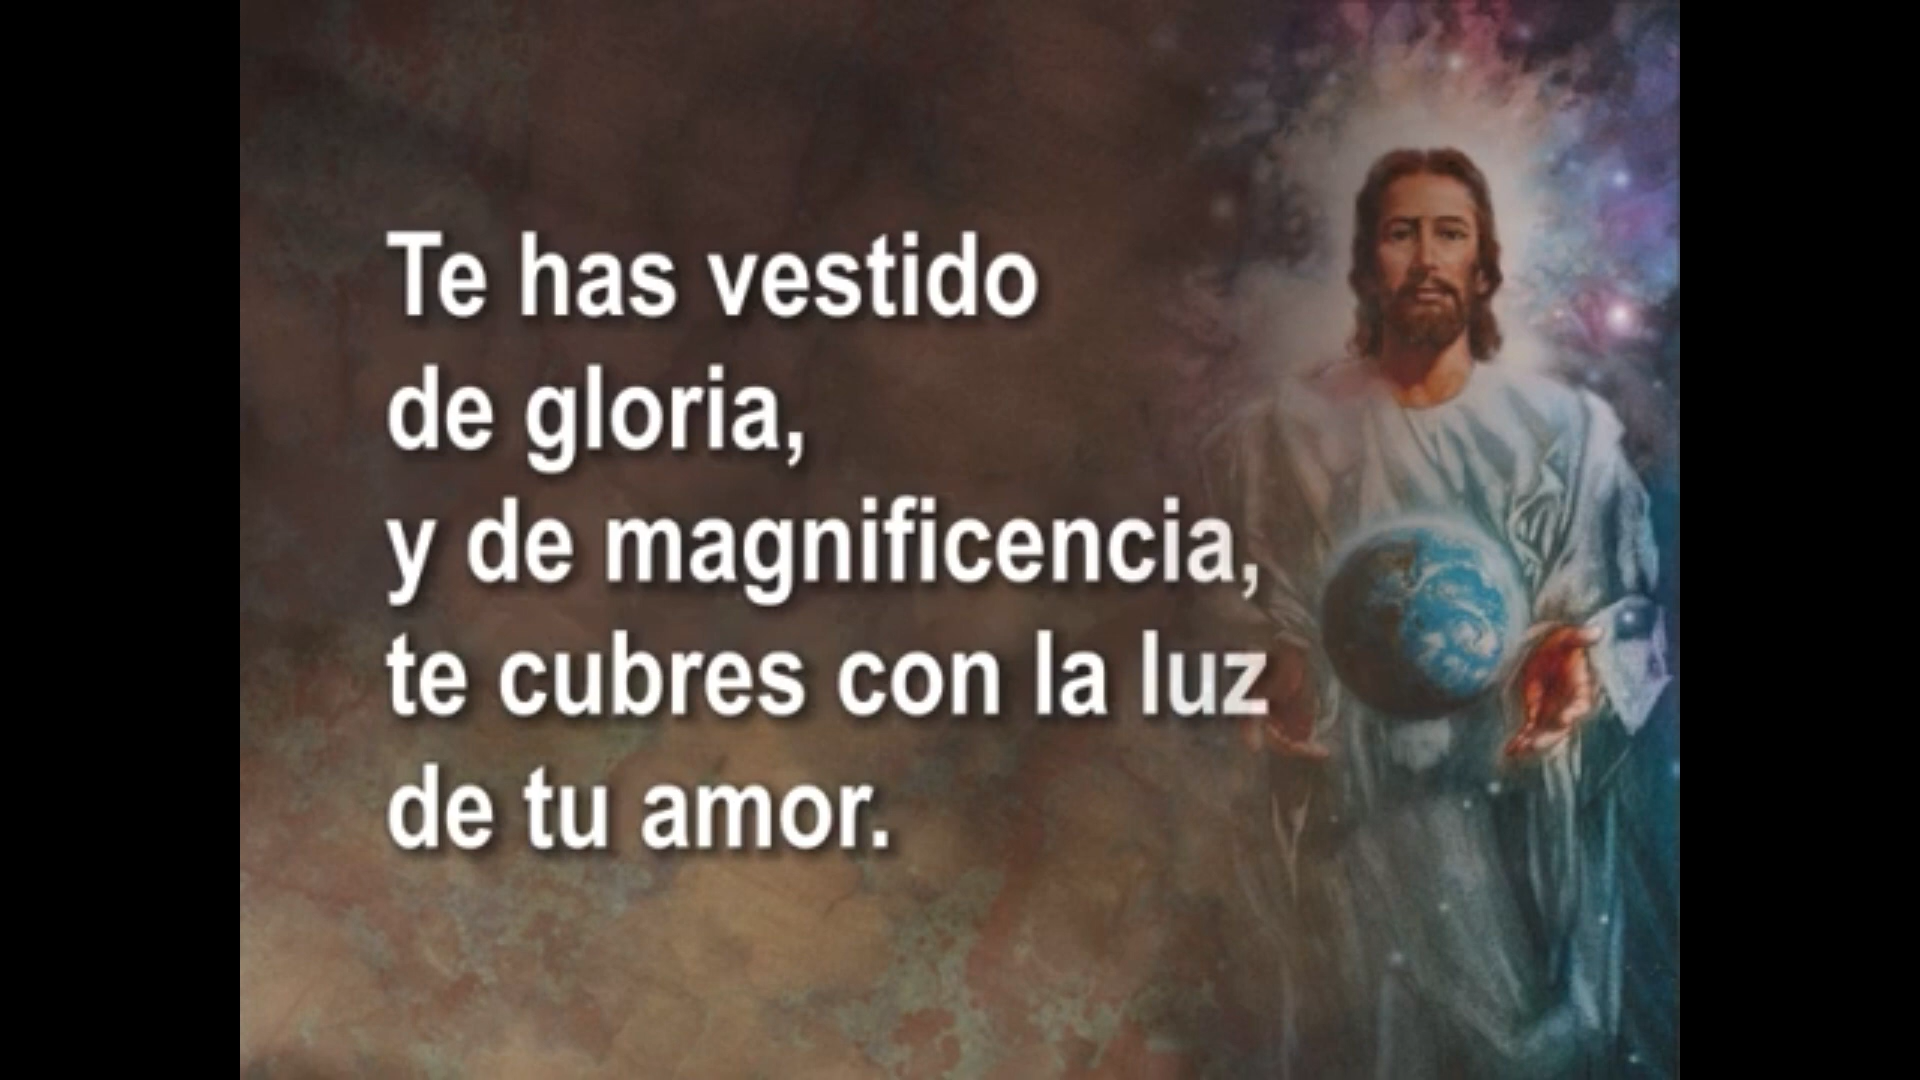 Te has vestido
de gloria,
y de magnificencia,
te cubres con la luz
de tu amor.